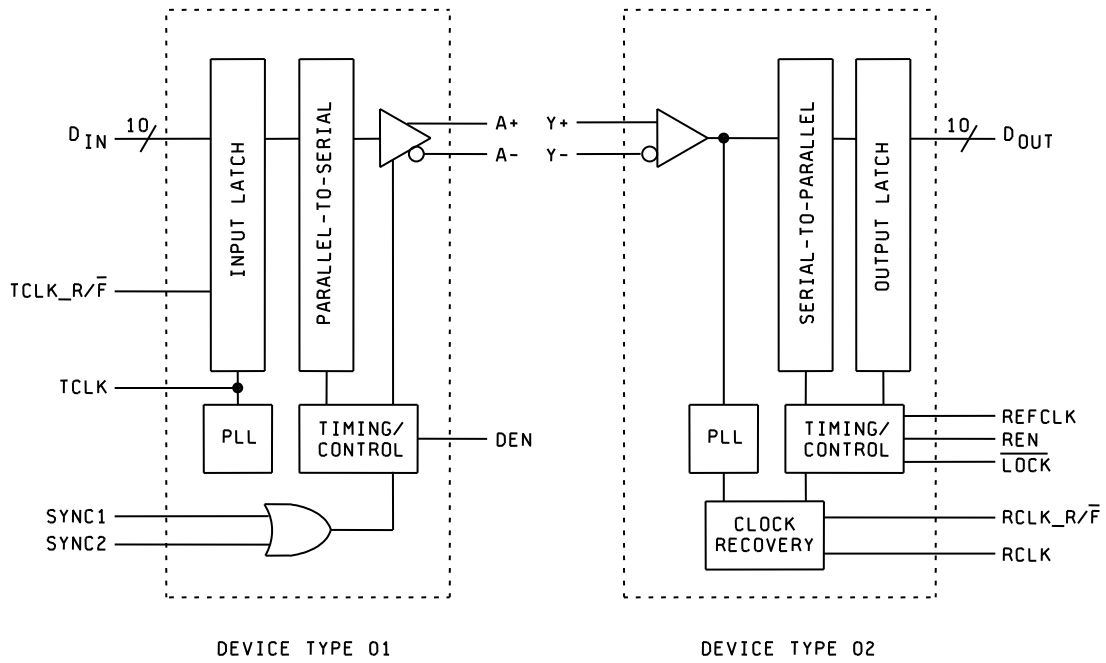 10
D IN
A+
A-
INPUT LATCH
PARALLEL-TO-SERIAL
TCLK_R/F̅
TCLK
PLL
TIMING/
CONTROL
DEN
SYNC1
SYNC2
DEVICE TYPE 01
Y+
Y-
SERIAL-TO-PARALLEL
OUTPUT LATCH
10
D OUT
PLL
TIMING/
CONTROL
REFCLK
REN
L̅O̅C̅K̅
CLOCK
RECOVERY
RCLK_R/F̅
RCLK
DEVICE TYPE 02